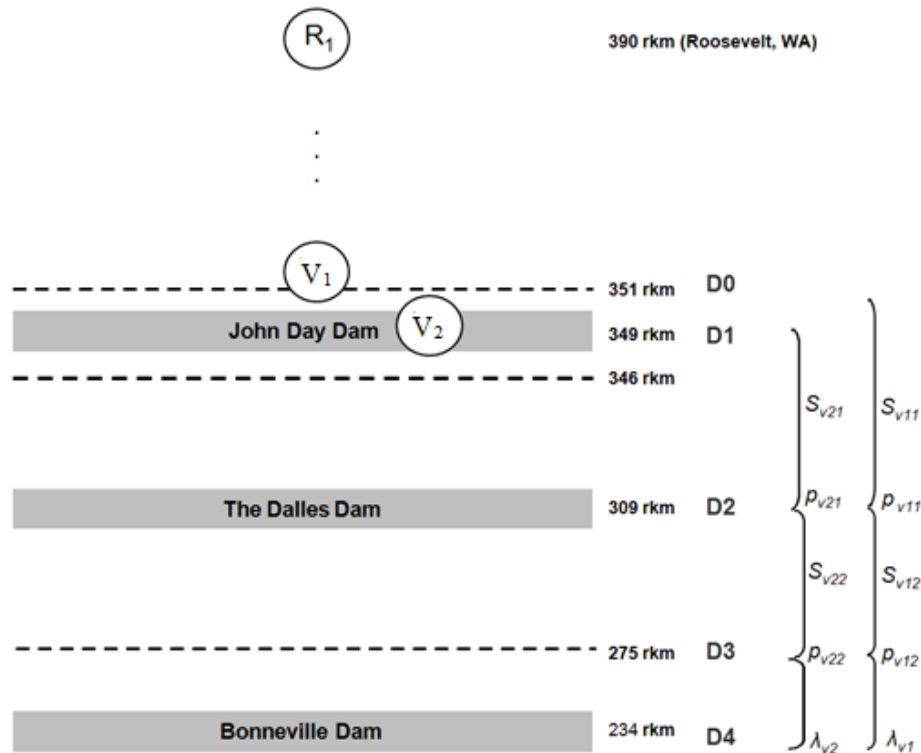 R₁ 390 rkm (Roosevelt, WA)
V₁ 351 rkm D0
John Day Dam V₂ 349 rkm D1
346 rkm
Sᵥ₂₁ Sᵥ₁₁
The Dalles Dam 309 rkm D2 pᵥ₂₁ pᵥ₁₁
Sᵥ₂₂ Sᵥ₁₂
275 rkm D3 pᵥ₂₂ pᵥ₁₂
Bonneville Dam 234 rkm D4 λᵥ₂ λᵥ₁